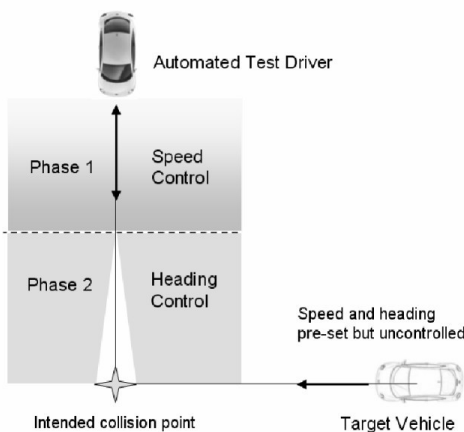 Automated Test Driver
Phase 1
Speed
Control
Phase 2
Heading
Control
Speed and heading
pre-set but uncontrolled
Intended collision point
Target Vehicle